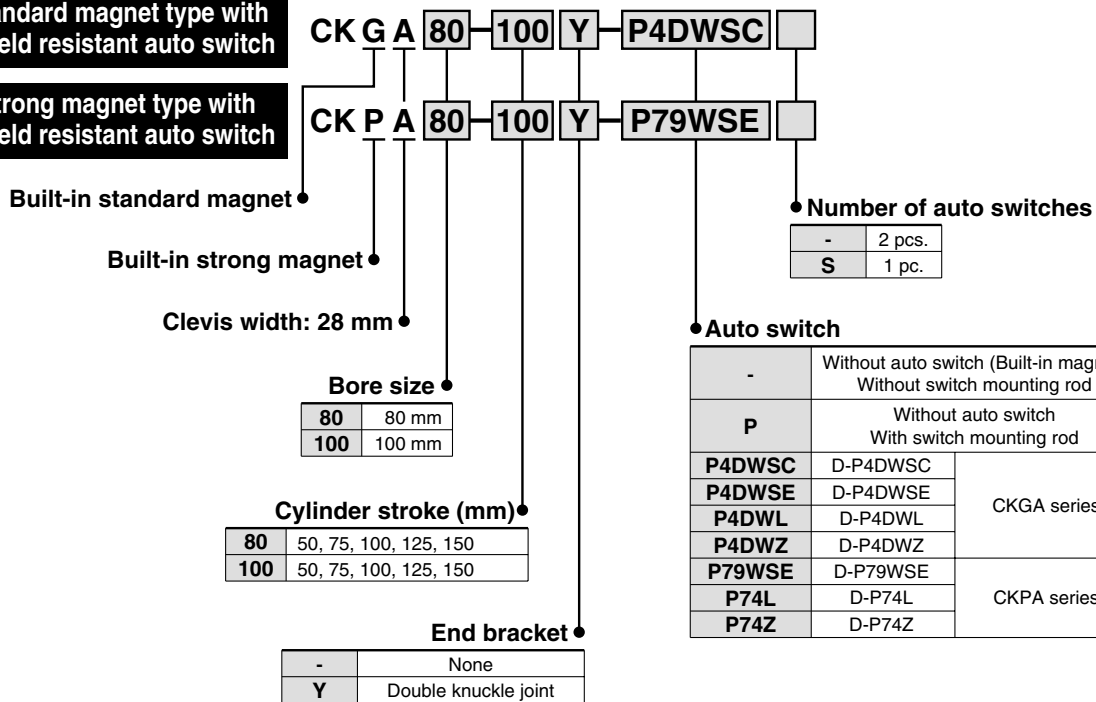 andard magnet type with
eld resistant auto switch
CK G A 80 - 100 Y - P4DWSC
trong magnet type with
eld resistant auto switch
CK P A 80 - 100 Y - P79WSE
Built-in standard magnet
Built-in strong magnet
Clevis width: 28 mm
Bore size
80 80 mm
100 100 mm
Cylinder stroke (mm)
80 50, 75, 100, 125, 150
100 50, 75, 100, 125, 150
End bracket
- None
Y Double knuckle joint
Number of auto switches
- 2 pcs.
S 1 pc.
Auto switch
- Without auto switch (Built-in magn
Without switch mounting rod
P Without auto switch
With switch mounting rod
P4DWSC D-P4DWSC
P4DWSE D-P4DWSE
CKGA series
P4DWL D-P4DWL
P4DWZ D-P4DWZ
P79WSE D-P79WSE
P74L D-P74L CKPA series
P74Z D-P74Z